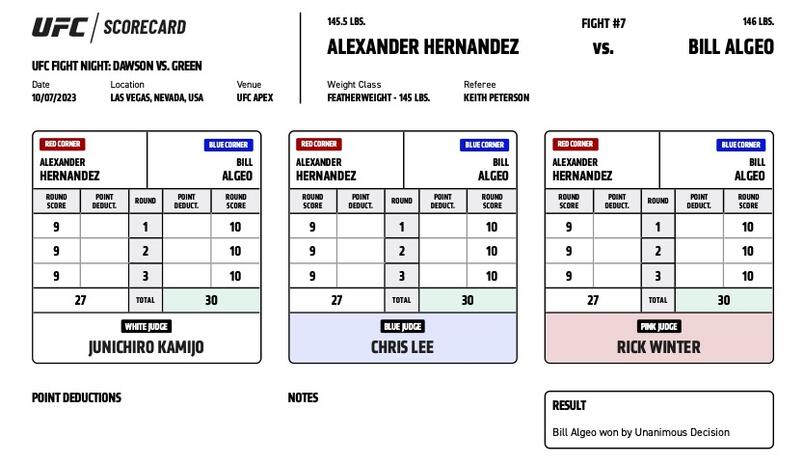 UFC / SCORECARD
UFC FIGHT NIGHT: DAWSON VS. GREEN
Date Location Venue
10/07/2023 LAS VEGAS, NEVADA, USA UFC APEX
145.5 LBS. FIGHT #7 146 LBS.
ALEXANDER HERNANDEZ VS. BILL ALGEO
Weight Class Referee
FEATHERWEIGHT - 145 LBS. KEITH PETERSON
RED CORNER BLUE CORNER
ALEXANDER BILL
HERNANDEZ ALGEO
ROUND POINT ROUND POINT ROUND
SCORE DEDUCT. DEDUCT. SCORE
9 1 10
9 2 10
9 3 10
27 TOTAL 30
WHITE JUDGE
JUNICHIRO KAMIJO
RED CORNER BLUE CORNER
ALEXANDER BILL
HERNANDEZ ALGEO
ROUND POINT ROUND POINT ROUND
SCORE DEDUCT. DEDUCT. SCORE
9 1 10
9 2 10
9 3 10
27 TOTAL 30
BLUE JUDGE
CHRIS LEE
RED CORNER BLUE CORNER
ALEXANDER BILL
HERNANDEZ ALGEO
ROUND POINT ROUND POINT ROUND
SCORE DEDUCT. DEDUCT. SCORE
9 1 10
9 2 10
9 3 10
27 TOTAL 30
PINK JUDGE
RICK WINTER
POINT DEDUCTIONS
NOTES
RESULT
Bill Algeo won by Unanimous Decision